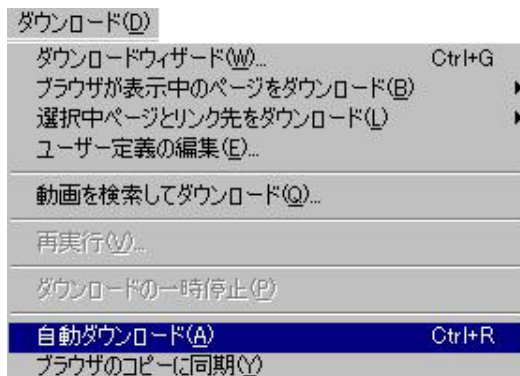 ダウンロード(D)
ダウンロードウィザード(W)... Ctrl+G
ブラウザが表示中のページをダウンロード(B)
選択中ページとリンク先をダウンロード(L)
ユーザー定義の編集(E)...
動画を検索してダウンロード(Q)...
再実行(V)...
ダウンロードの一時停止(P)
自動ダウンロード(A) Ctrl+R
ブラウザのコピーに同期(Y)